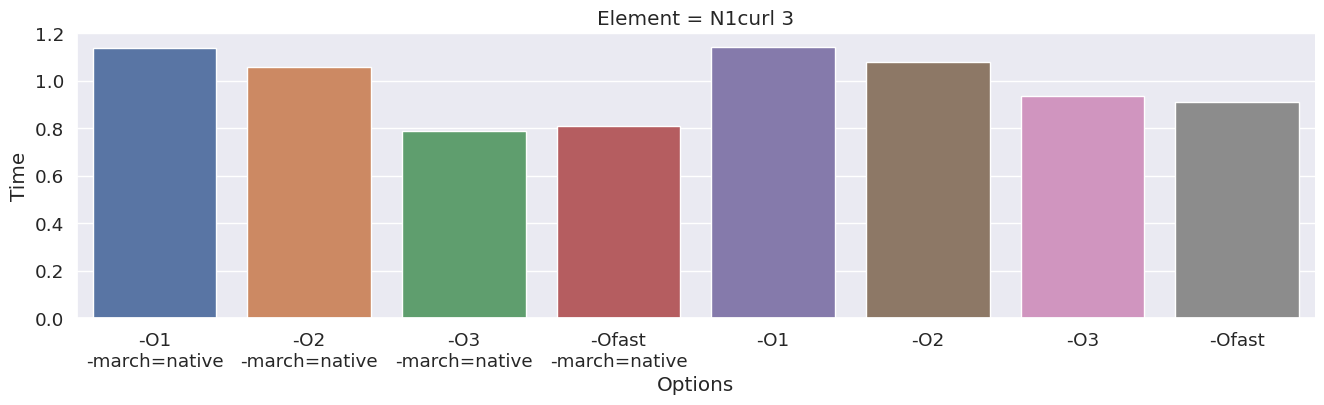 Element = N1curl 3
Time
1.2
1.0
0.8
0.6
0.4
0.2
0.0
-O1
-march=native
-O2
-march=native
-O3
-march=native
-Ofast
-march=native
-O1
-O2
-O3
-Ofast
Options